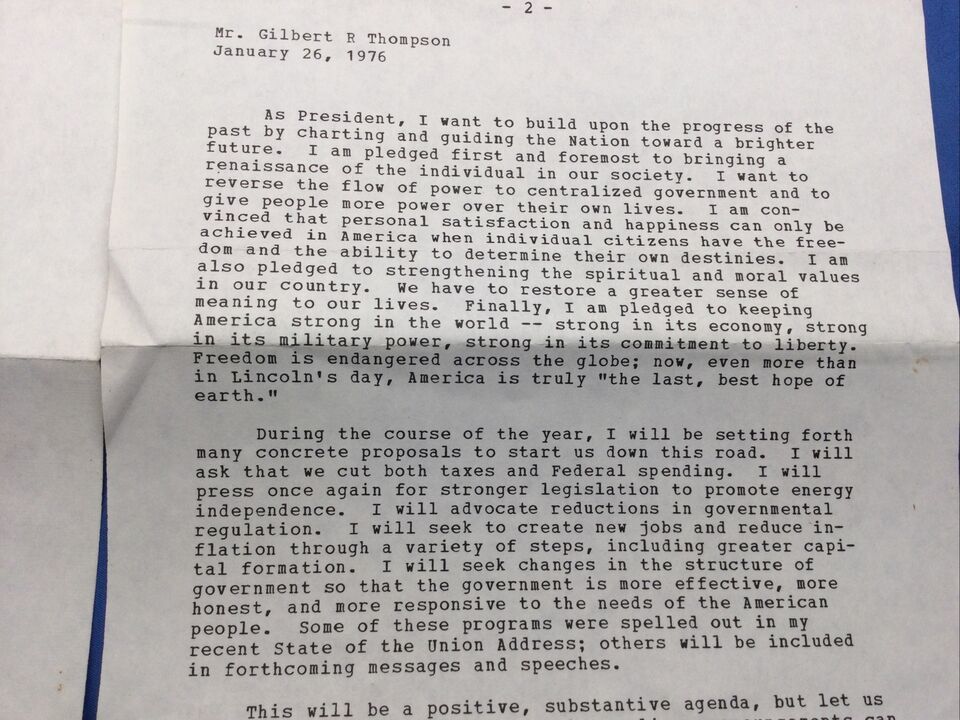 - 2 -
Mr. Gilbert R Thompson
January 26, 1976
As President, I want to build upon the progress of the
past by charting and guiding the Nation toward a brighter
future. I am pledged first and foremost to bringing a
renaissance of the individual in our society. I want to
reverse the flow of power to centralized government and to
give people more power over their own lives. I am con-
vinced that personal satisfaction and happiness can only be
achieved in America when individual citizens have the free-
dom and the ability to determine their own destinies. I am
also pledged to strengthening the spiritual and moral values
in our country. We have to restore a greater sense of
meaning to our lives. Finally, I am pledged to keeping
America strong in the world -- strong in its economy, strong
in its military power, strong in its commitment to liberty.
Freedom is endangered across the globe; now, even more than
in Lincoln's day, America is truly "the last, best hope of
earth."
During the course of the year, I will be setting forth
many concrete proposals to start us down this road. I will
ask that we cut both taxes and Federal spending. I will
press once again for stronger legislation to promote energy
independence. I will advocate reductions in governmental
regulation. I will seek to create new jobs and reduce in-
flation through a variety of steps, including greater capi-
tal formation. I will seek changes in the structure of
government so that the government is more effective, more
honest, and more responsive to the needs of the American
people. Some of these programs were spelled out in my
recent State of the Union Address; others will be included
in forthcoming messages and speeches.
This will be a positive, substantive agenda, but let us
can